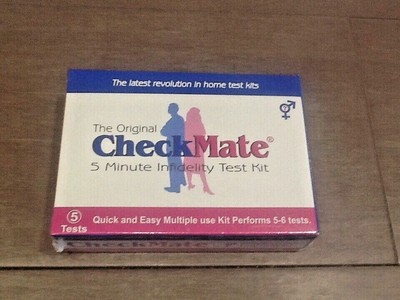 The latest revolution in home test kits
The Original
CheckMate®
5 Minute Infidelity Test Kit
5
Tests
Quick and Easy Multiple use Kit Performs 5-6 tests.
CheckMate